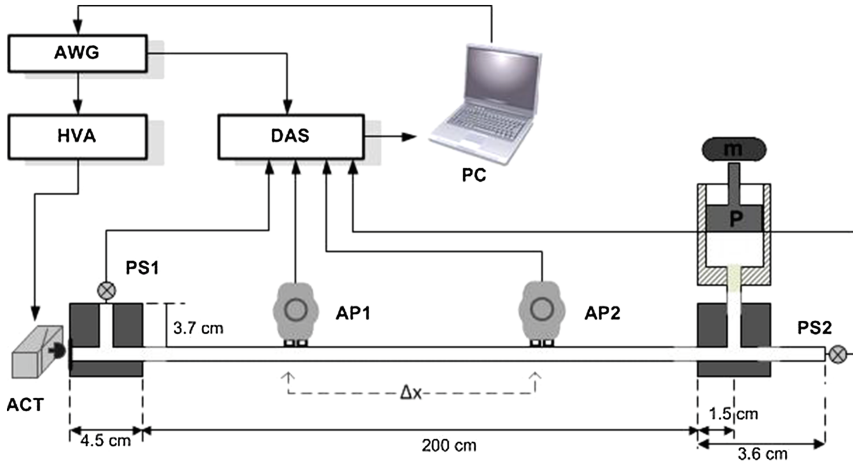 AWG
HVA
DAS
PC
m
P
PS1
AP1
AP2
PS2
3.7 cm
ACT
Δx
1.5 cm
4.5 cm
200 cm
3.6 cm